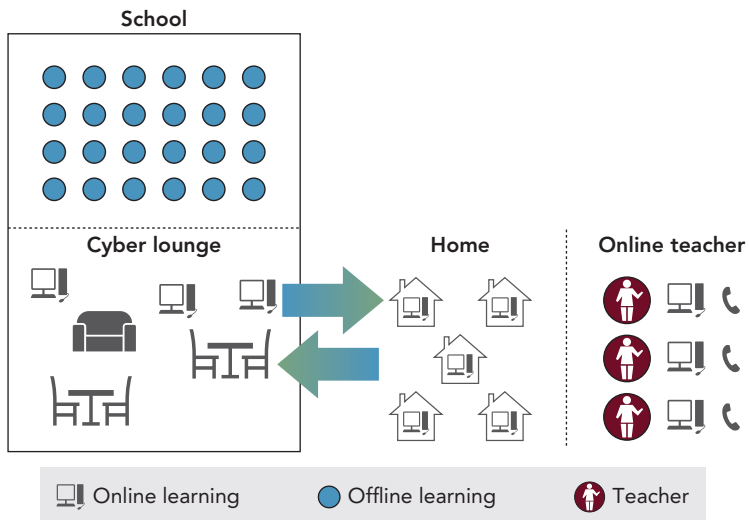 School
Cyber lounge
Home
Online teacher
Online learning
Offline learning
Teacher